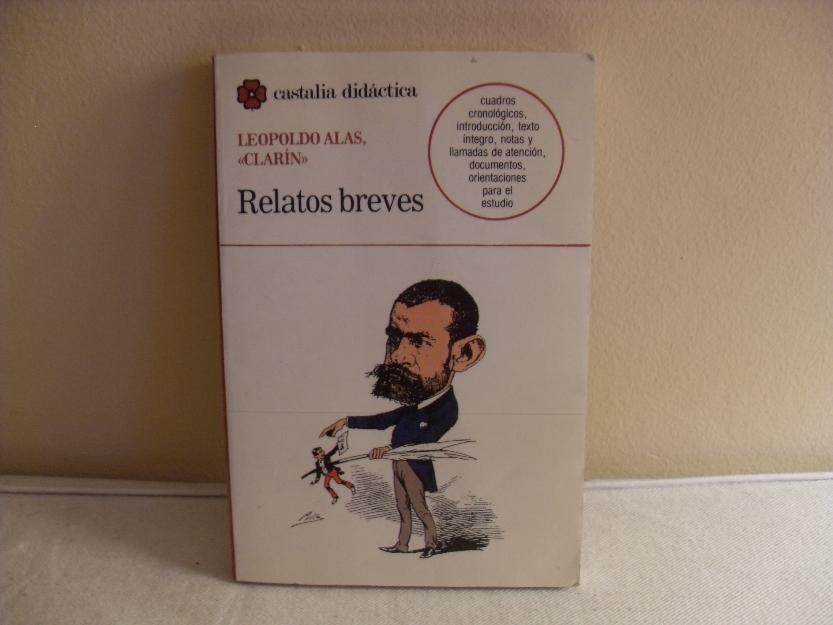 castalia didáctica
LEOPOLDO ALAS,
«CLARÍN»
Relatos breves
cuadros
cronológicos,
introducción, texto
íntegro, notas y
llamadas de atención,
documentos,
orientaciones
para el
estudio